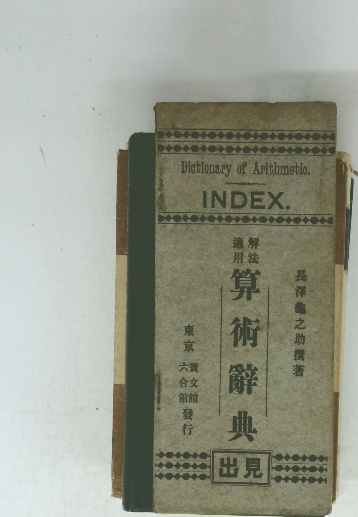 Dictionary of Arithmetic.
INDEX.
解法
適用
算術辭典
長澤龜之助撰著
東京
寶文館
六合館
發行
出見